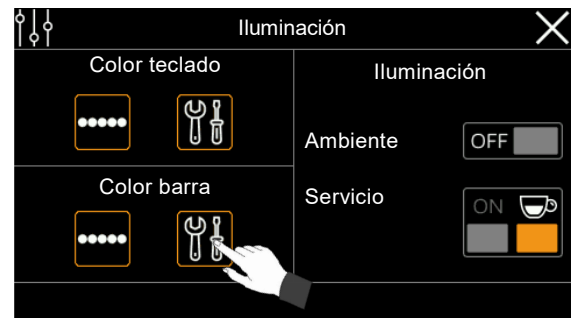 Iluminación
Color teclado
Color barra
Iluminación
Ambiente
OFF
Servicio
ON